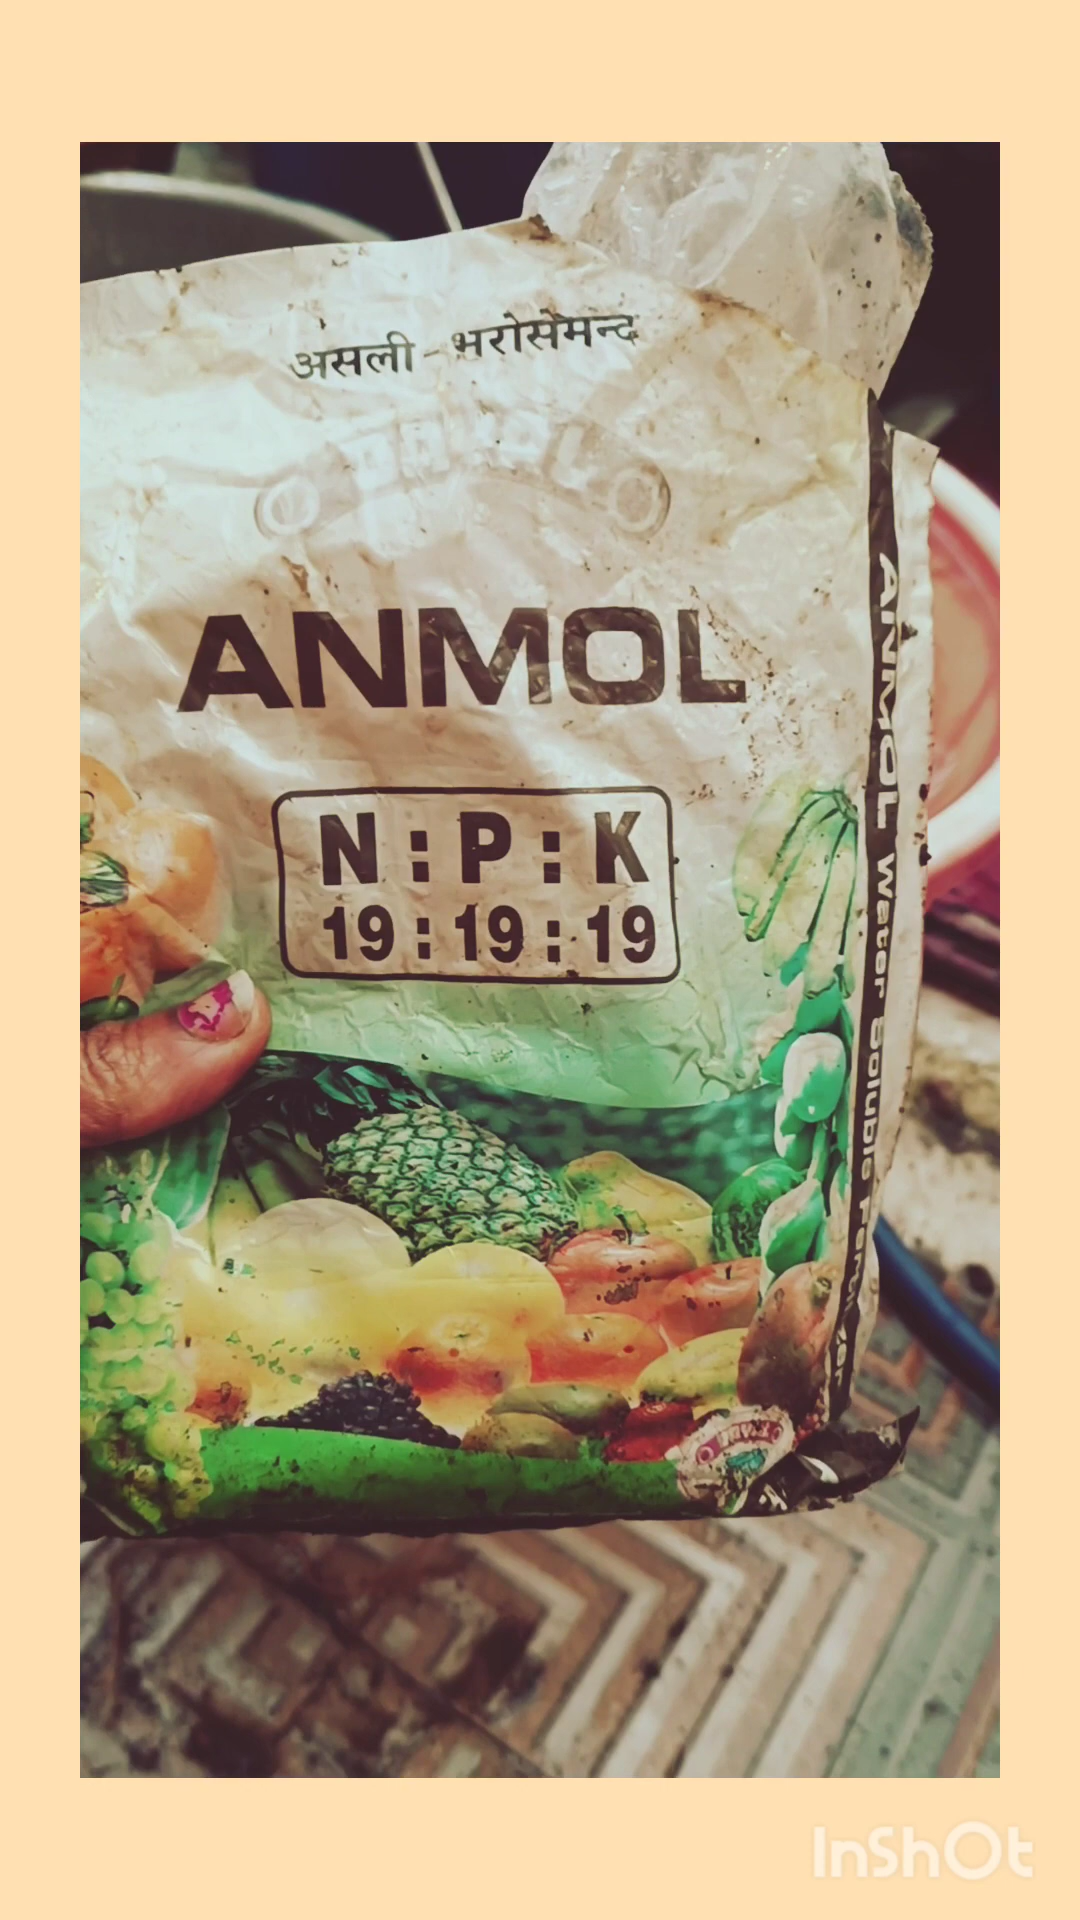 असली - भरोसेमन्द
ANMOL
N : P : K
19 : 19 : 19
ANMOL Water Soluble Fertilizer
InShOt